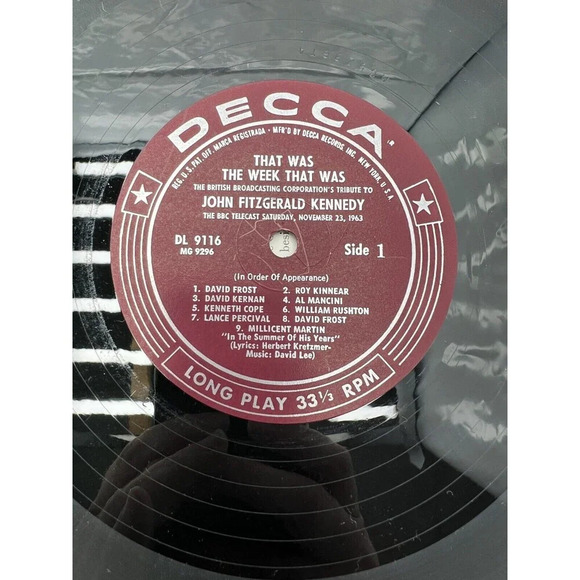 DECCA®
REG. U.S. PAT. OFF. MARCA REGISTRADA • MFR'D BY DECCA RECORDS, INC., NEW YORK U.S.A.
THAT WAS
THE WEEK THAT WAS
THE BRITISH BROADCASTING CORPORATION'S TRIBUTE TO
JOHN FITZGERALD KENNEDY
THE BBC TELECAST SATURDAY, NOVEMBER 23, 1963
DL 9116
MG 9296
Side 1
best
(In Order Of Appearance)
1. DAVID FROST 2. ROY KINNEAR
3. DAVID KERNAN 4. AL MANCINI
5. KENNETH COPE 6. WILLIAM RUSHTON
7. LANCE PERCIVAL 8. DAVID FROST
9. MILLICENT MARTIN
"In The Summer Of His Years"
(Lyrics: Herbert Kretzmer-
Music: David Lee)
LONG PLAY 33⅓ RPM